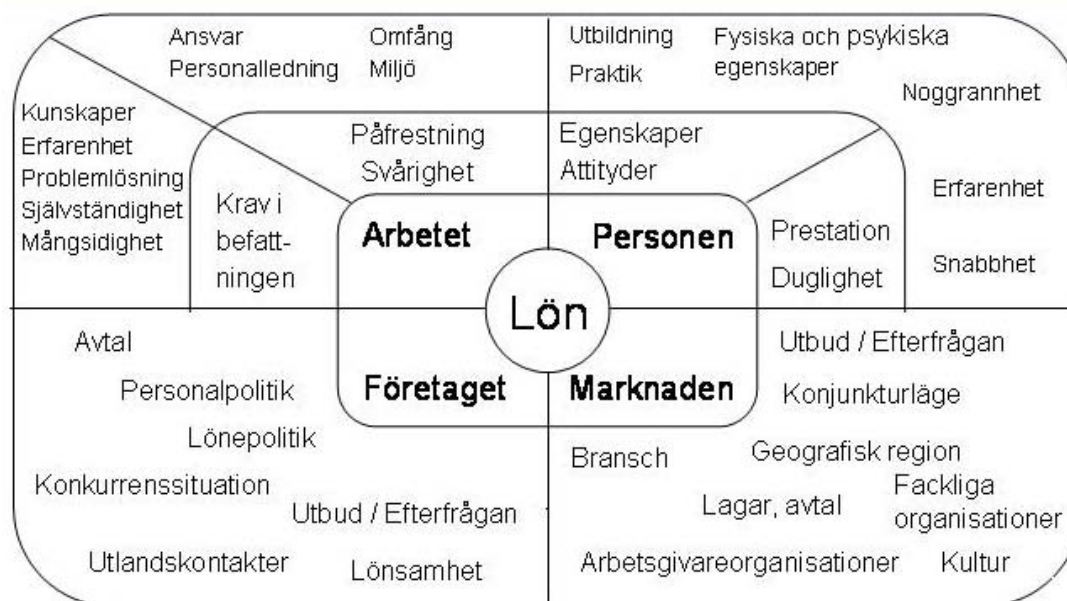 Ansvar
Personalledning
Omfång
Miljö
Utbildning
Praktik
Fysiska och psykiska
egenskaper
Noggrannhet
Erfarenhet
Snabbhet
Kunskaper
Erfarenhet
Problemlösning
Självständighet
Mångsidighet
Påfrestning
Svårighet
Krav i
befatt-
ningen
Egenskaper
Attityder
Prestation
Duglighet
Arbetet
Personen
Lön
Företaget
Marknaden
Avtal
Personalpolitik
Lönepolitik
Konkurrenssituation
Utbud / Efterfrågan
Utlandskontakter
Lönsamhet
Utbud / Efterfrågan
Konjunkturläge
Bransch
Geografisk region
Lagar, avtal
Fackliga
organisationer
Arbetsgivareorganisationer
Kultur